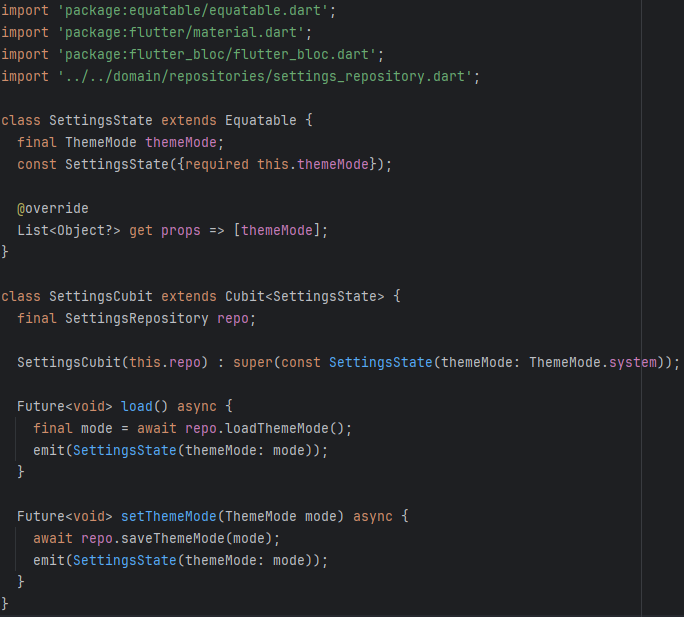 import 'package:equatable/equatable.dart';
import 'package:flutter/material.dart';
import 'package:flutter_bloc/flutter_bloc.dart';
import '../../domain/repositories/settings_repository.dart';

class SettingsState extends Equatable {
  final ThemeMode themeMode;
  const SettingsState({required this.themeMode});

  @override
  List<Object?> get props => [themeMode];
}

class SettingsCubit extends Cubit<SettingsState> {
  final SettingsRepository repo;

  SettingsCubit(this.repo) : super(const SettingsState(themeMode: ThemeMode.system));

  Future<void> load() async {
    final mode = await repo.loadThemeMode();
    emit(SettingsState(themeMode: mode));
  }

  Future<void> setThemeMode(ThemeMode mode) async {
    await repo.saveThemeMode(mode);
    emit(SettingsState(themeMode: mode));
  }
}